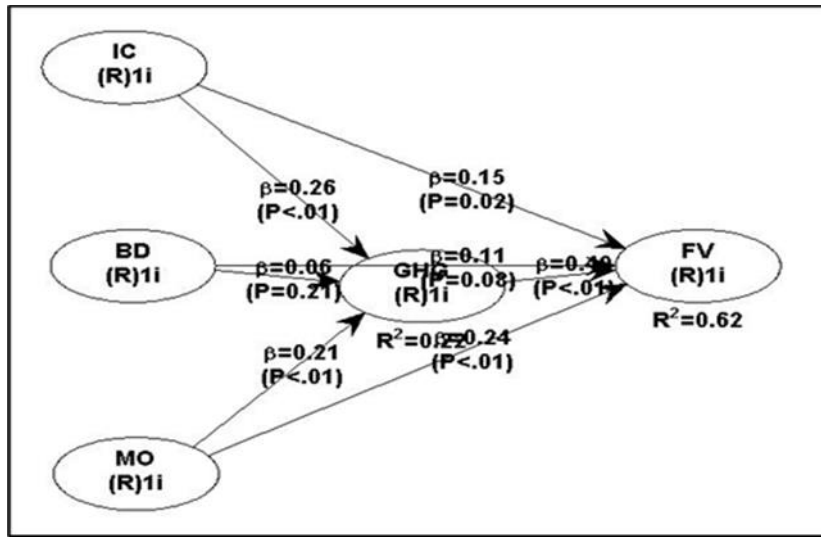 IC
(R)1i
β=0.26
(P<.01)
β=0.15
(P=0.02)
BD
(R)1i
β=0.06
(P=0.21)
GHG
(R)1i
β=0.11
(P=0.08)
(P<.01)
FV
(R)1i
R²=0.62
R²=0.22
β=0.21
(P<.01)
β=0.24
(P<.01)
MO
(R)1i